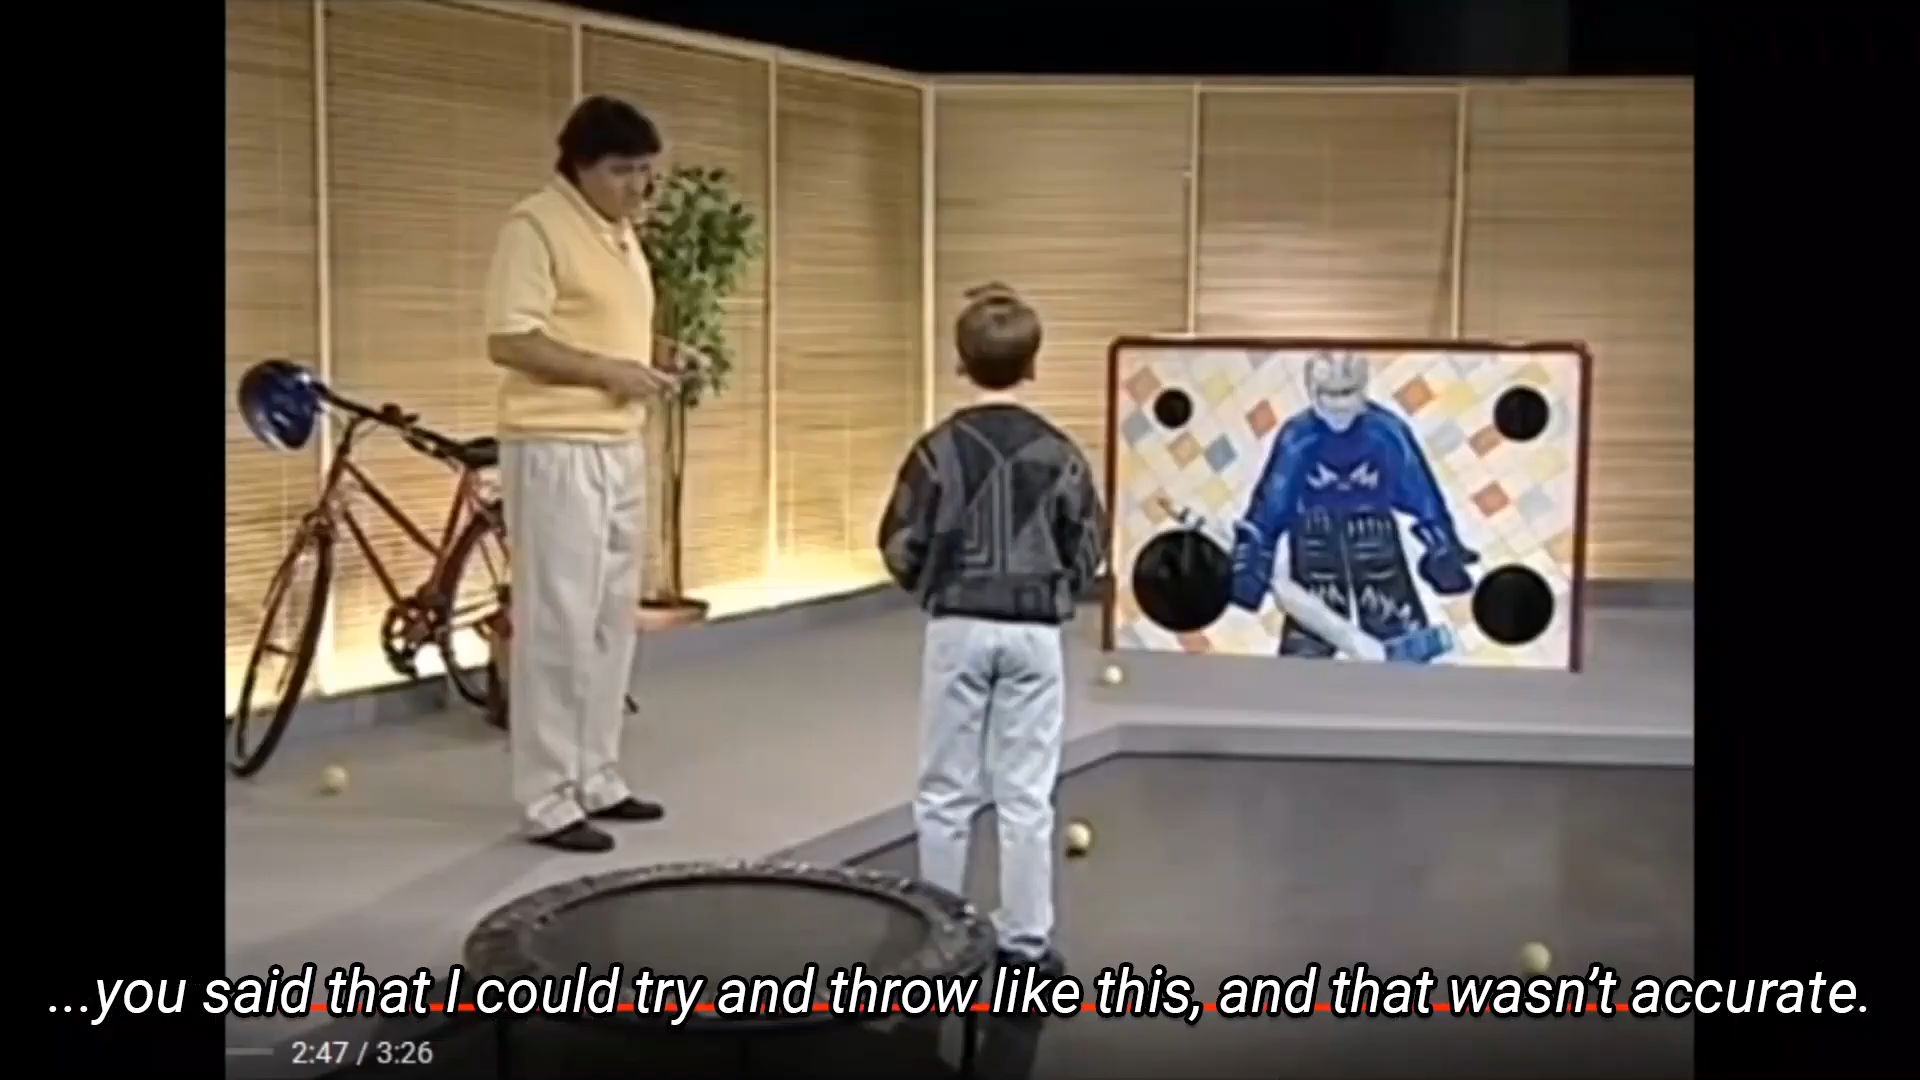 ...you said that I could try and throw like this, and that wasn’t accurate.
2:47 / 3:26